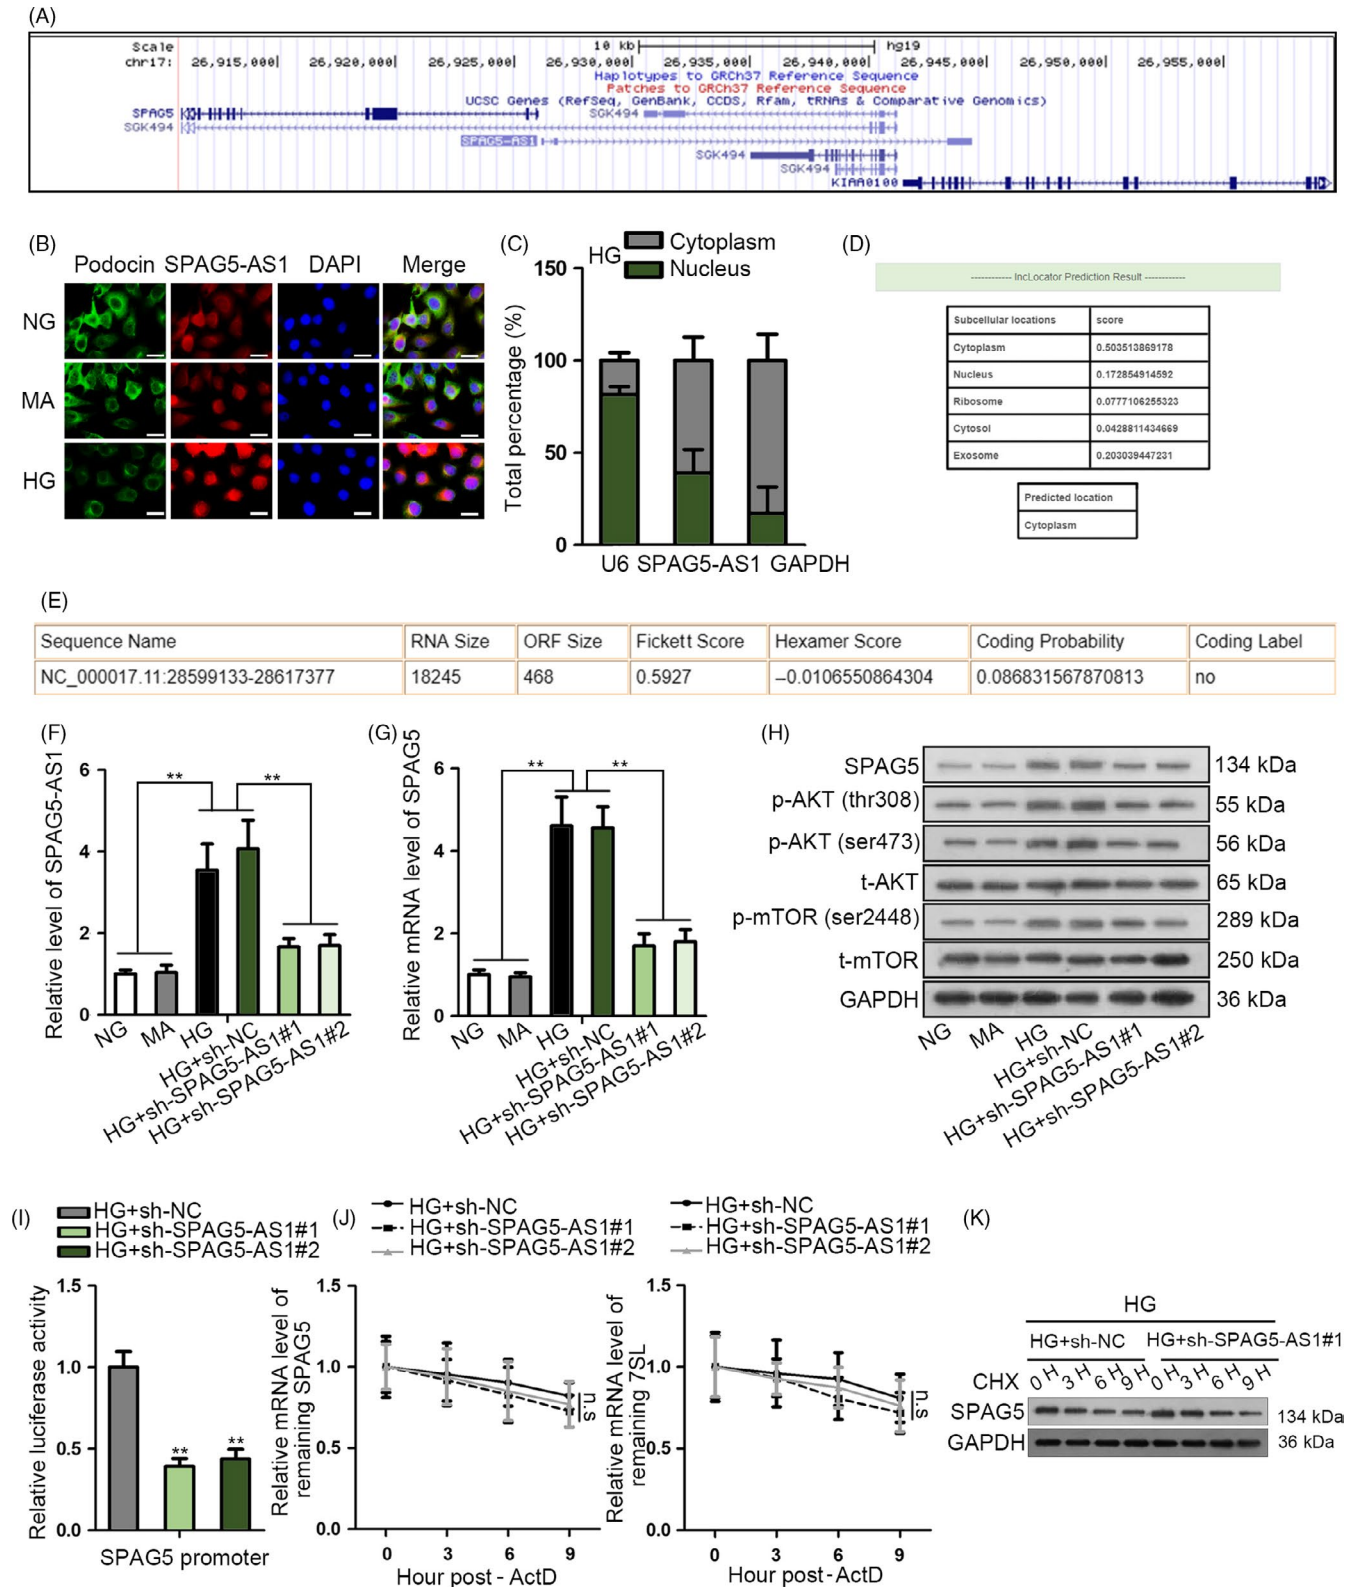 (A)
Scale 10 kb hg19
chr17: 26,915,000| 26,920,000| 26,925,000| 26,930,000| 26,935,000| 26,940,000| 26,945,000| 26,950,000| 26,955,000|
Haplotypes to GRCh37 Reference Sequence
Patches to GRCh37 Reference Sequence
UCSC Genes (RefSeq, GenBank, CCDS, Rfam, tRNAs & Comparative Genomics)
SPAG5 SGK494
SGK494
SPAG5-AS1
SGK494
SGK494
KIAA0100
(B)
Podocin SPAG5-AS1 DAPI Merge
NG
MA
HG
(C)
HG
Cytoplasm
Nucleus
Total percentage (%)
150
100
50
0
U6 SPAG5-AS1 GAPDH
(D)
------------ lncLocator Prediction Result ------------
Subcellular locations score
Cytoplasm 0.503513869178
Nucleus 0.172854914592
Ribosome 0.0777106255323
Cytosol 0.0428811434669
Exosome 0.203039447231
Predicted location
Cytoplasm
(E)
Sequence Name RNA Size ORF Size Fickett Score Hexamer Score Coding Probability Coding Label
NC_000017.11:28599133-28617377 18245 468 0.5927 –0.0106550864304 0.086831567870813 no
(F)
Relative level of SPAG5-AS1
6
4
2
0
** **
NG MA HG HG+sh-NC HG+sh-SPAG5-AS1#1 HG+sh-SPAG5-AS1#2
(G)
Relative mRNA level of SPAG5
6
4
2
0
** **
NG MA HG HG+sh-NC HG+sh-SPAG5-AS1#1 HG+sh-SPAG5-AS1#2
(H)
SPAG5 134 kDa
p-AKT (thr308) 55 kDa
p-AKT (ser473) 56 kDa
t-AKT 65 kDa
p-mTOR (ser2448) 289 kDa
t-mTOR 250 kDa
GAPDH 36 kDa
NG MA HG HG+sh-NC HG+sh-SPAG5-AS1#1 HG+sh-SPAG5-AS1#2
(I)
HG+sh-NC
HG+sh-SPAG5-AS1#1
HG+sh-SPAG5-AS1#2
Relative luciferase activity
1.5
1.0
0.5
0.0
** **
SPAG5 promoter
(J)
HG+sh-NC
HG+sh-SPAG5-AS1#1
HG+sh-SPAG5-AS1#2
Relative mRNA level of
remaining SPAG5
1.5
1.0
0.5
0.0
n.s
0 3 6 9
Hour post - ActD
HG+sh-NC
HG+sh-SPAG5-AS1#1
HG+sh-SPAG5-AS1#2
Relative mRNA level of
remaining 7SL
1.5
1.0
0.5
0.0
n.s
0 3 6 9
Hour post - ActD
(K)
HG
HG+sh-NC HG+sh-SPAG5-AS1#1
CHX 0 H 3 H 6 H 9 H 0 H 3 H 6 H 9 H
SPAG5 134 kDa
GAPDH 36 kDa